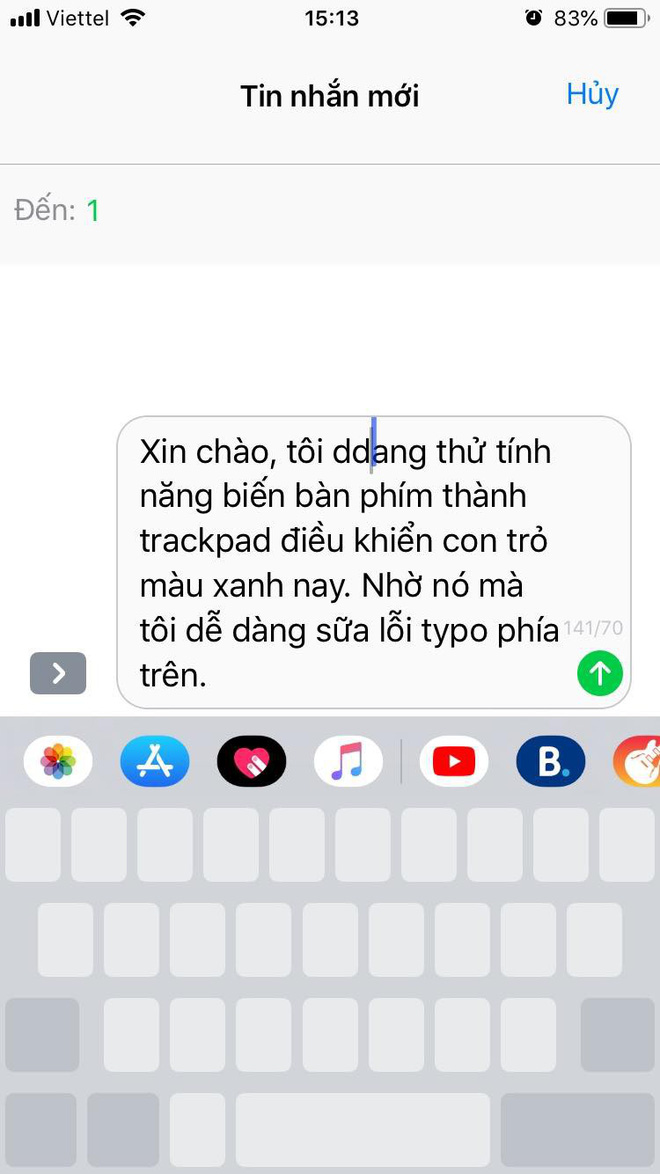 Viettel 15:13 83%
Tin nhắn mới Hủy
Đến: 1
Xin chào, tôi ddang thử tính
năng biến bàn phím thành
trackpad điều khiển con trỏ
màu xanh nay. Nhờ nó mà
tôi dễ dàng sữa lỗi typo phía
141/70
trên.
B.